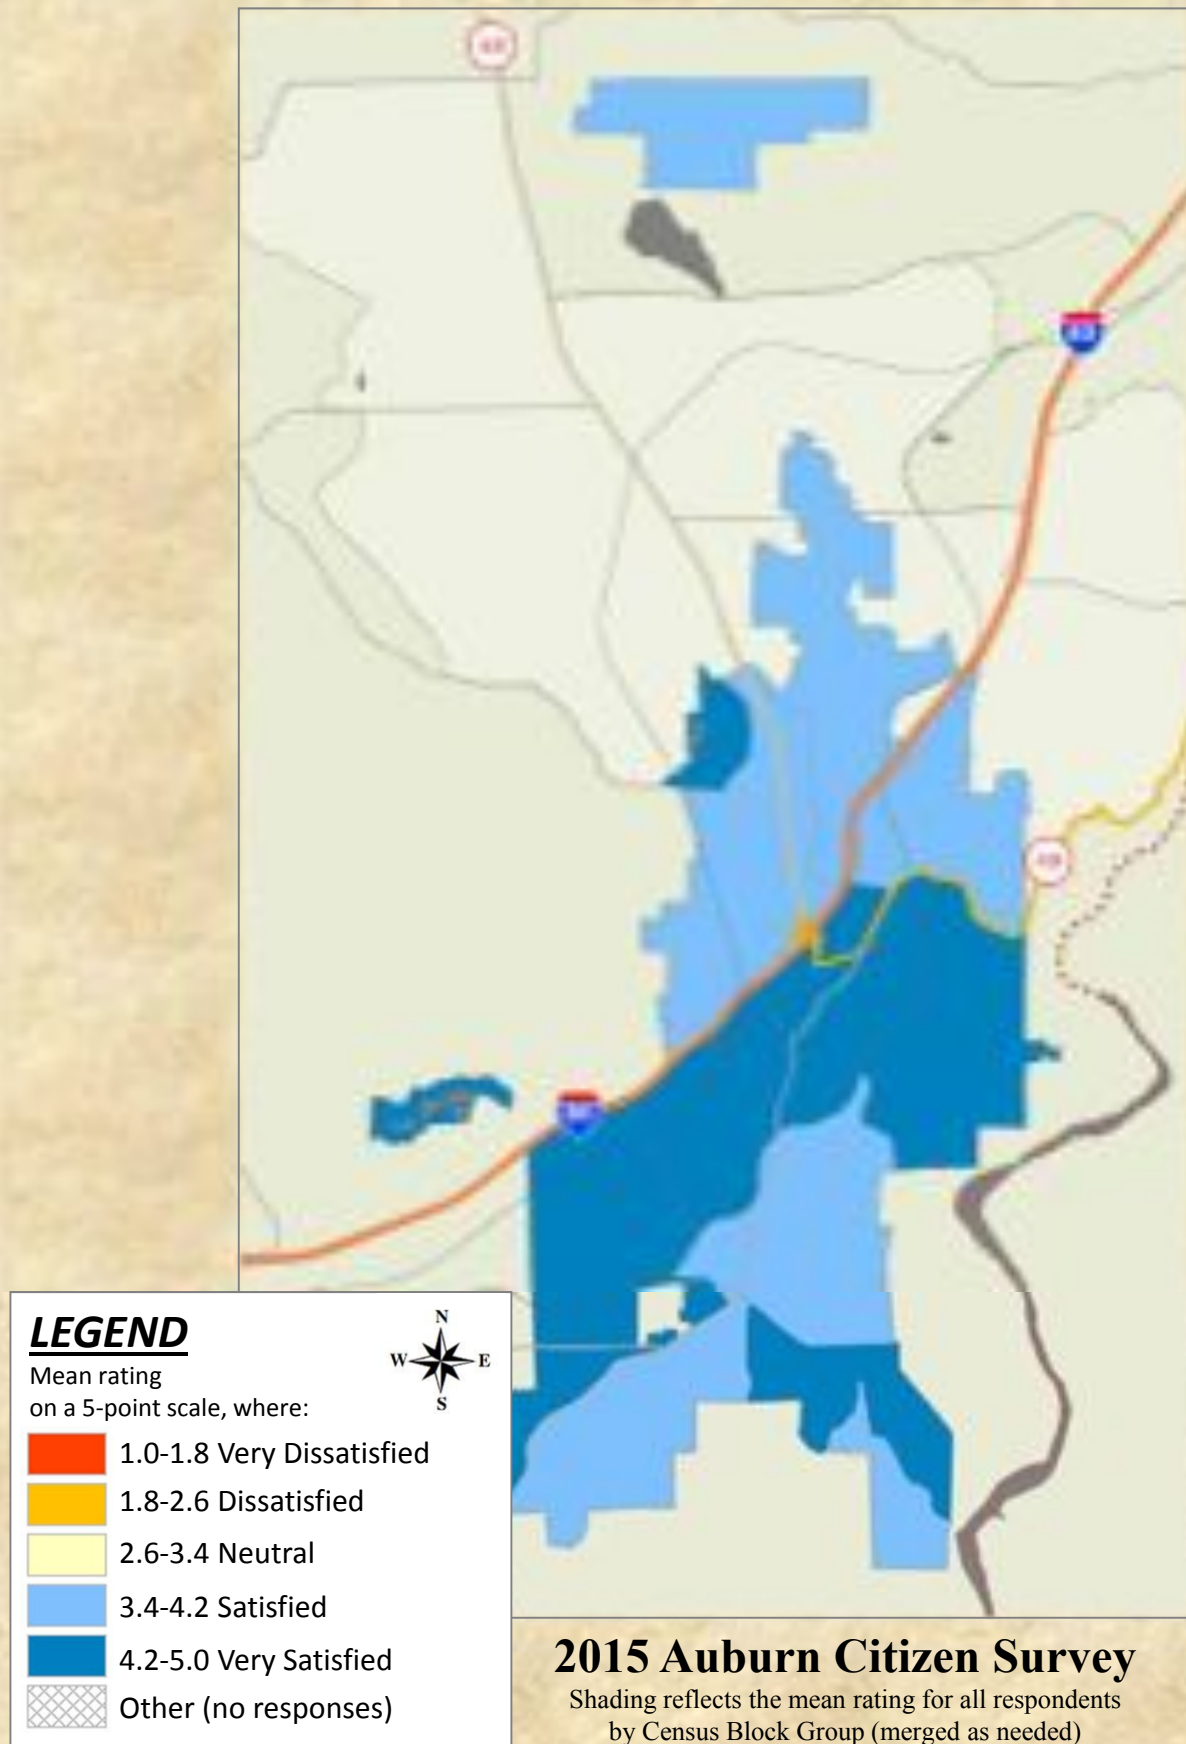 LEGEND
Mean rating
on a 5-point scale, where:
N
W E
S
1.0-1.8 Very Dissatisfied
1.8-2.6 Dissatisfied
2.6-3.4 Neutral
3.4-4.2 Satisfied
4.2-5.0 Very Satisfied
Other (no responses)
2015 Auburn Citizen Survey
Shading reflects the mean rating for all respondents
by Census Block Group (merged as needed)